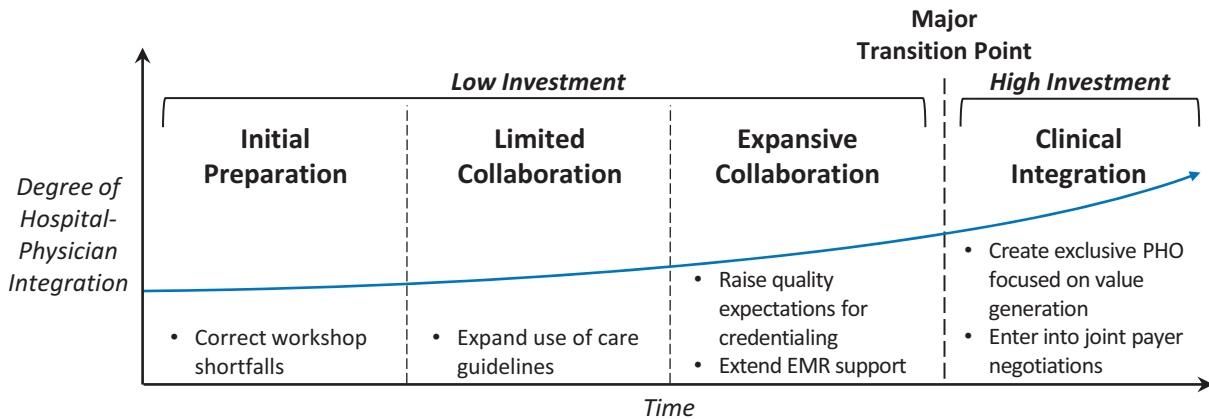 Major
Transition Point
Low Investment
High Investment
Initial
Preparation
Limited
Collaboration
Expansive
Collaboration
Clinical
Integration
Degree of
Hospital-
Physician
Integration
• Correct workshop
shortfalls
• Expand use of care
guidelines
• Raise quality
expectations for
credentialing
• Extend EMR support
• Create exclusive PHO
focused on value
generation
• Enter into joint payer
negotiations
Time